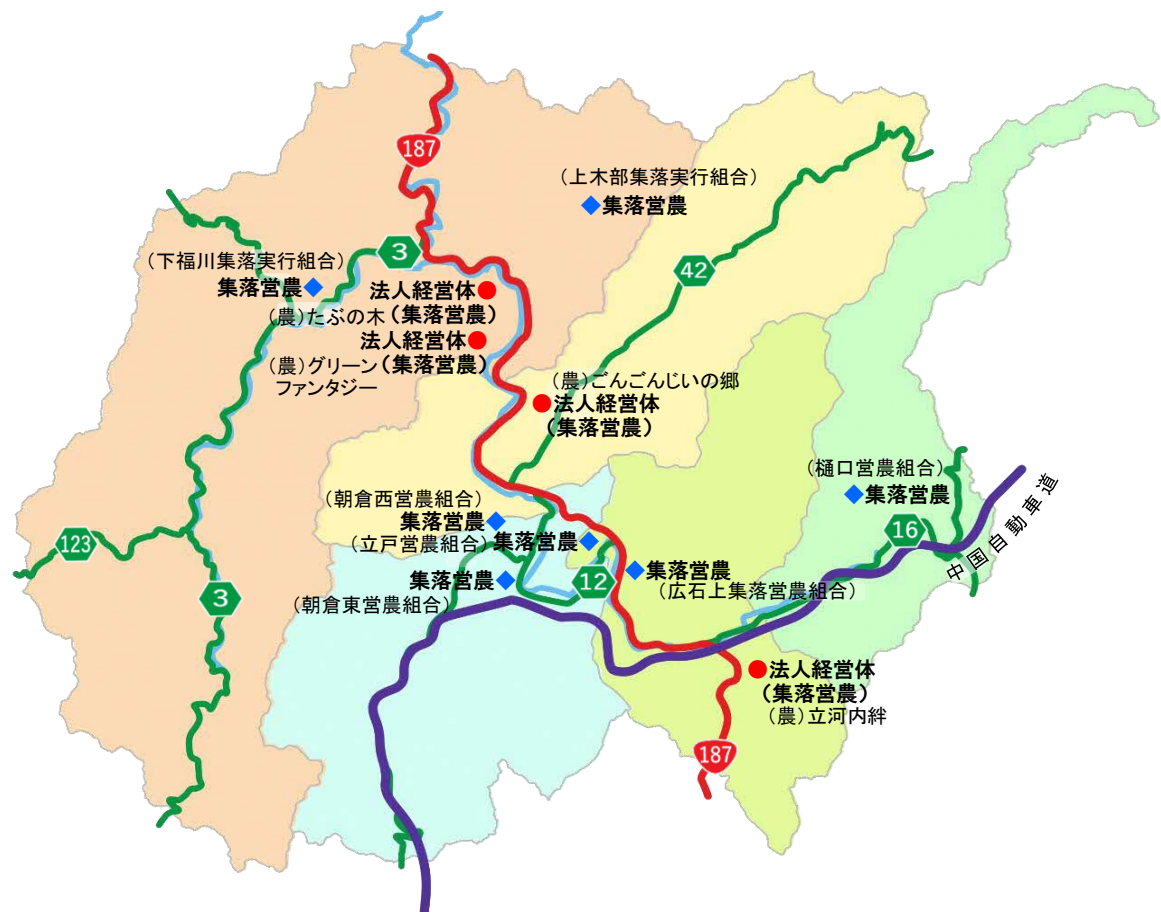 187
(上木部集落実行組合)
集落営農
3
(下福川集落実行組合)
集落営農
42
法人経営体
(農)たぶの木(集落営農)
法人経営体
(農)グリーン(集落営農)
ファンタジー
(農)ごんごんじいの郷
法人経営体
(集落営農)
(樋口営農組合)
集落営農
(朝倉西営農組合)
集落営農
(立戸営農組合)集落営農
16
中国自動車道
123
集落営農
(朝倉東営農組合)
12
集落営農
(広石上集落営農組合)
3
法人経営体
(集落営農)
(農)立河内絆
187